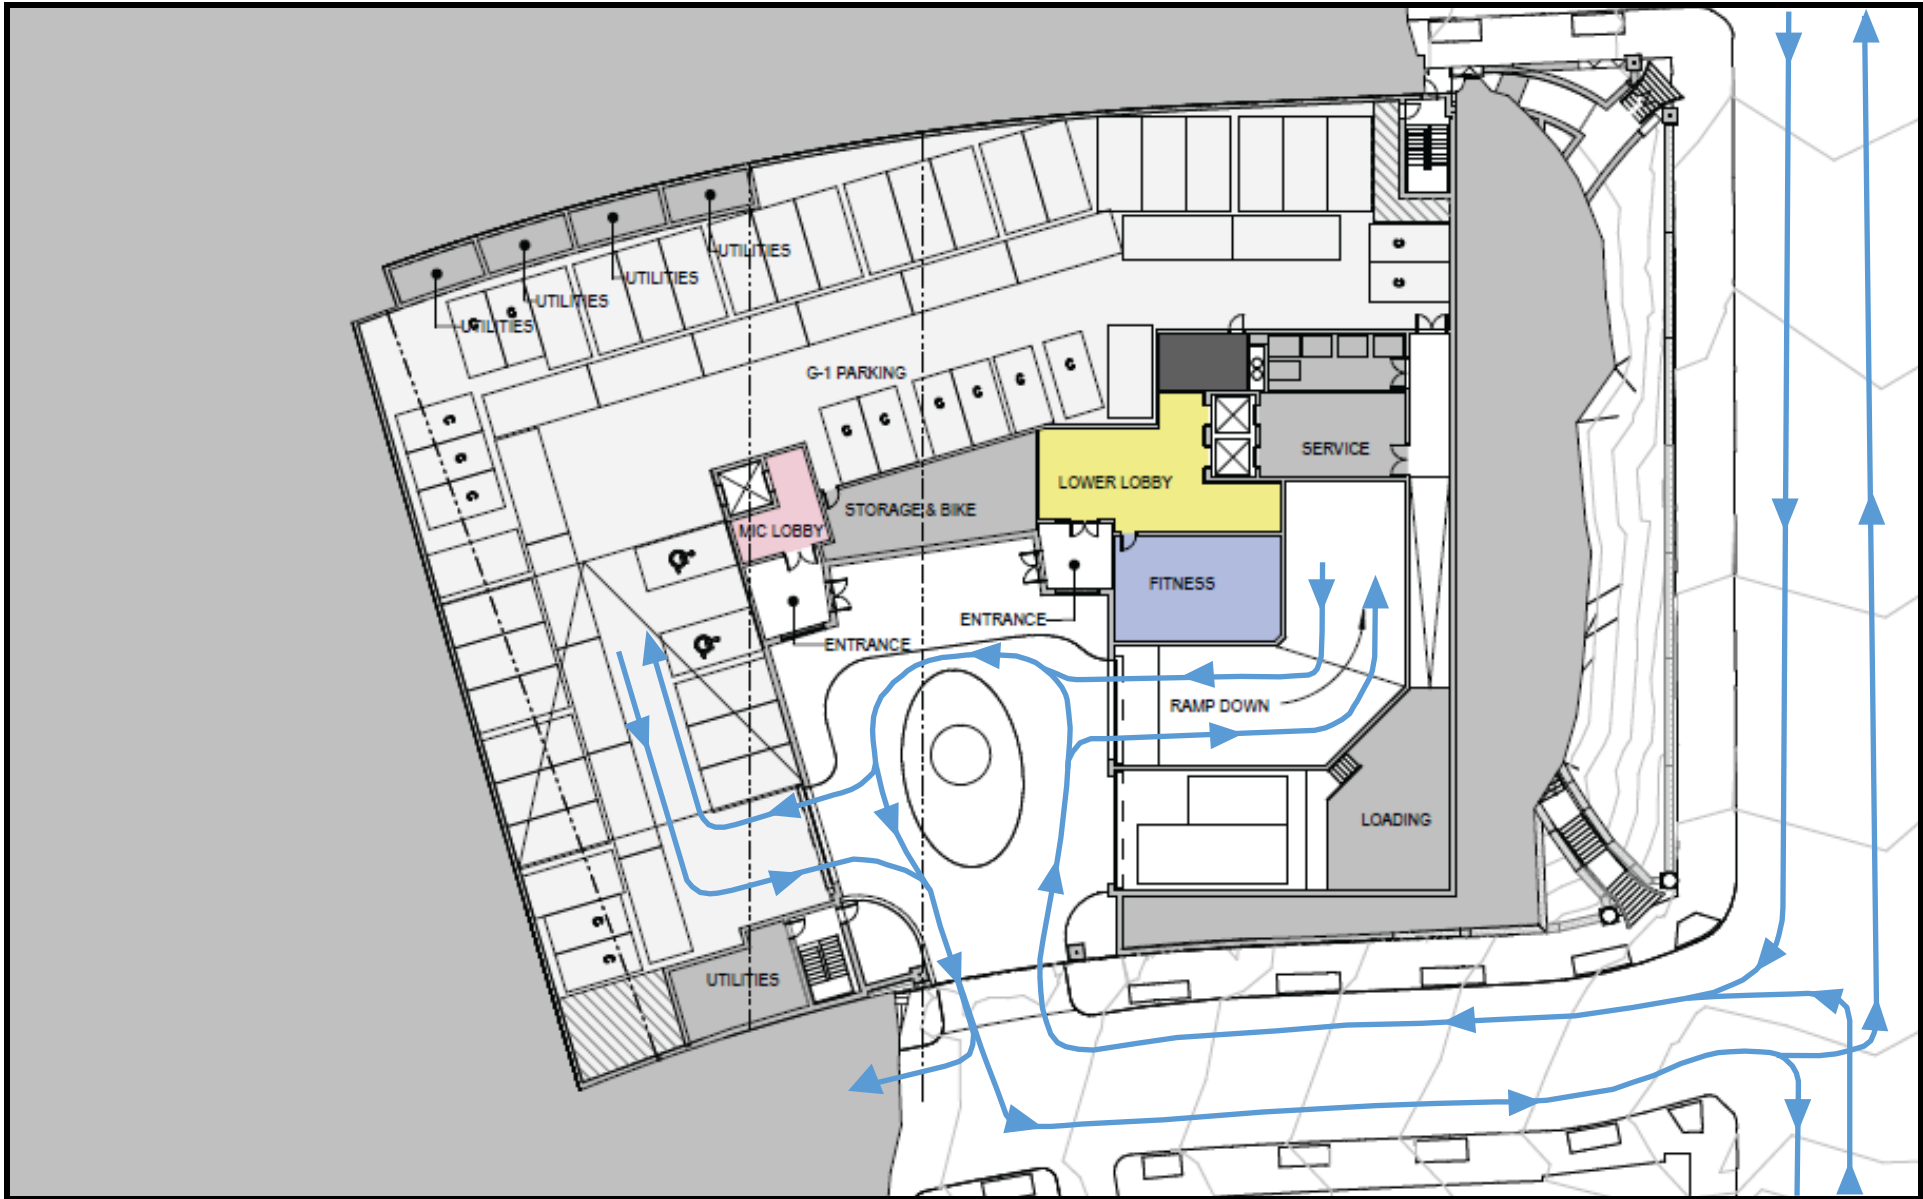 UTILITIES
UTILITIES
UTILITIES
UTILITIES
C
C
C
C
G-1 PARKING
C
C
C
C
C
C
C
C
C
SERVICE
LOWER LOBBY
STORAGE & BIKE
MIC LOBBY
FITNESS
ENTRANCE
ENTRANCE
RAMP DOWN
LOADING
C
C
UTILITIES